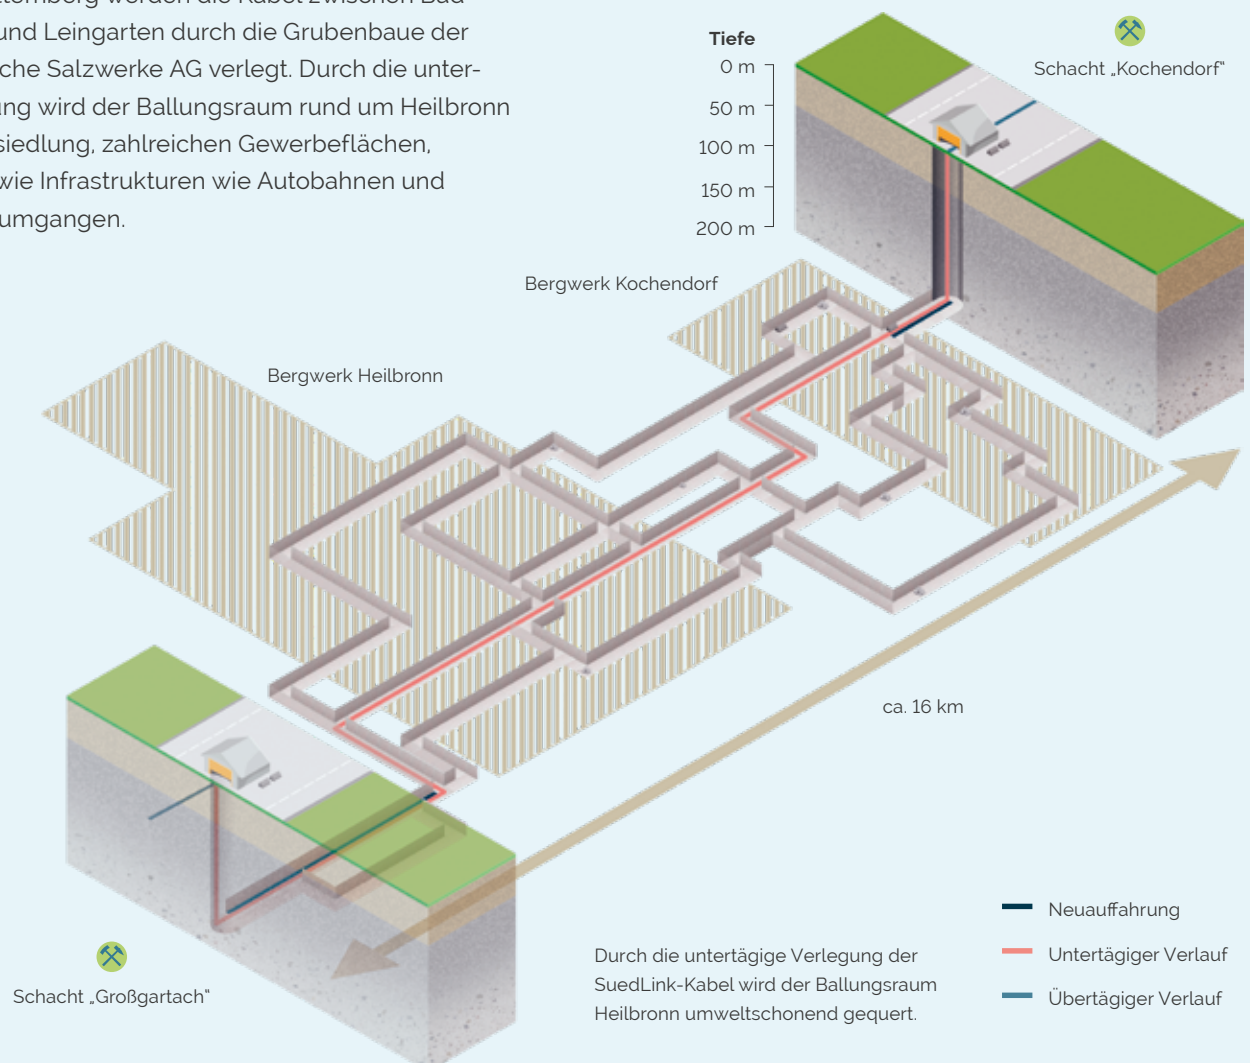 und Leingarten durch die Grubenbaue der
che Salzwerke AG verlegt. Durch die unter-
ng wird der Ballungsraum rund um Heilbronn
siedlung, zahlreichen Gewerbeflächen,
wie Infrastrukturen wie Autobahnen und
umgangen.
Tiefe
0 m
50 m
100 m
150 m
200 m
Schacht „Kochendorf“
Bergwerk Kochendorf
Bergwerk Heilbronn
ca. 16 km
Schacht „Großgartach“
Durch die untertägige Verlegung der
SuedLink-Kabel wird der Ballungsraum
Heilbronn umweltschonend gequert.
Neuauffahrung
Untertägiger Verlauf
Übertägiger Verlauf